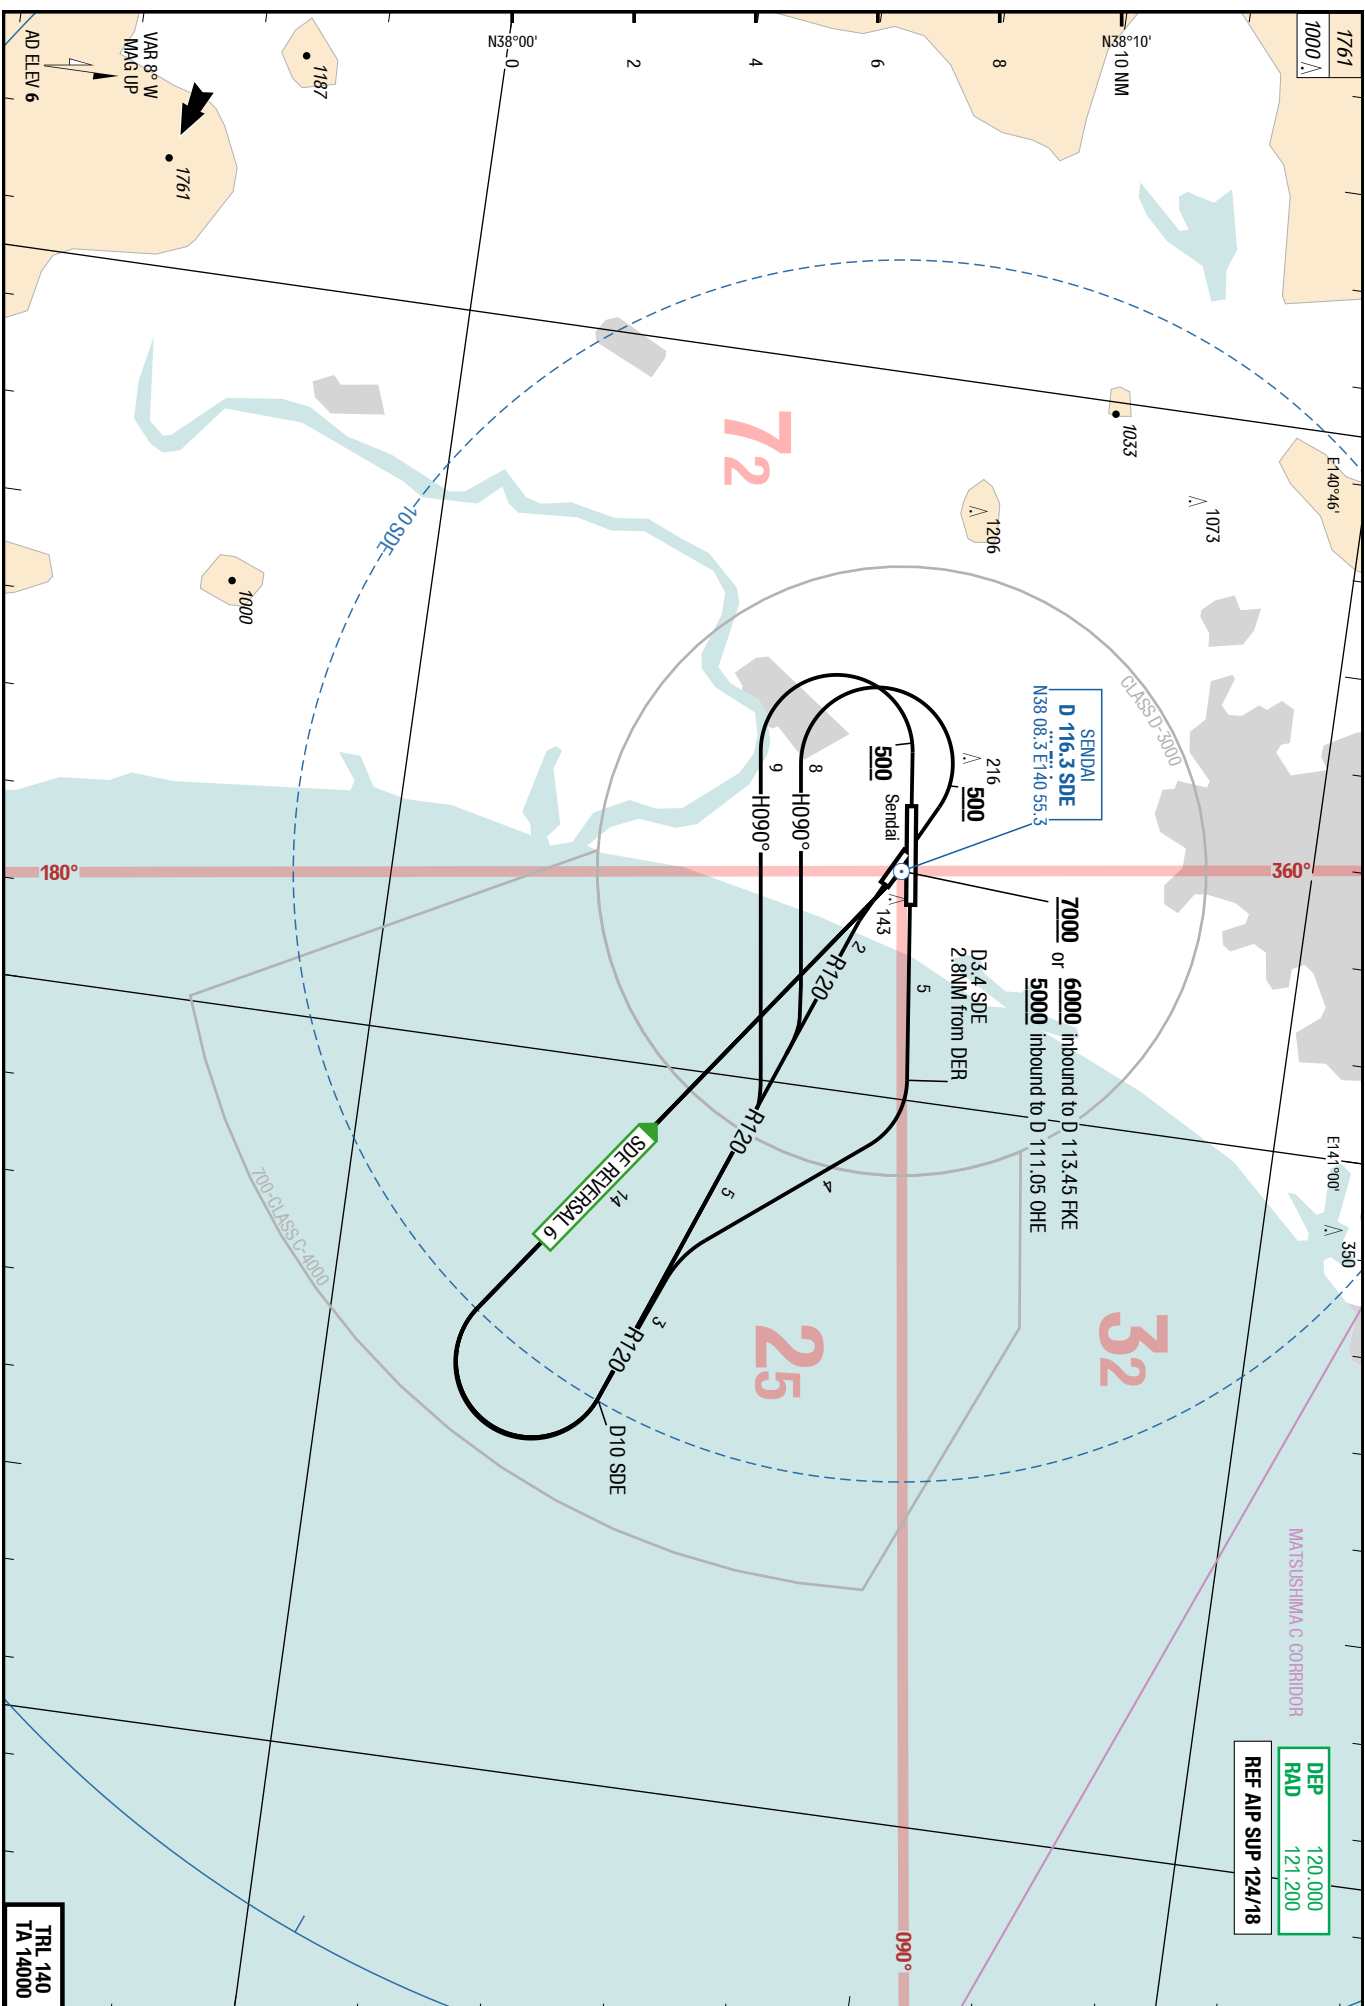 1761
1000
N38°10'
10 NM
8
6
4
2
0
N38°00'
1187
1761
VAR 8° W
MAG UP
AD ELEV 6
E140°46'
1033
1073
1206
72
10 SDE
1000
CLASS D-3000
SENDAI
D 116.3 SDE
N38 08.3 E140 55.3
216
500
500
Sendai
8
9
H090°
H090°
360°
180°
143
7000 or 6000 inbound to D 113.45 FKE
5000 inbound to D 111.05 OHE
D3.4 SDE
2.8NM from DER
5
2
R120
R120
4
5
SDE REVERSAL 6
14
3
R120
D10 SDE
700-CLASS C-4000
E141°00'
350
32
25
MATSUSHIMA C CORRIDOR
DEP 120.000
RAD 121.200
REF AIP SUP 124/18
090°
TRL 140
TA 14000